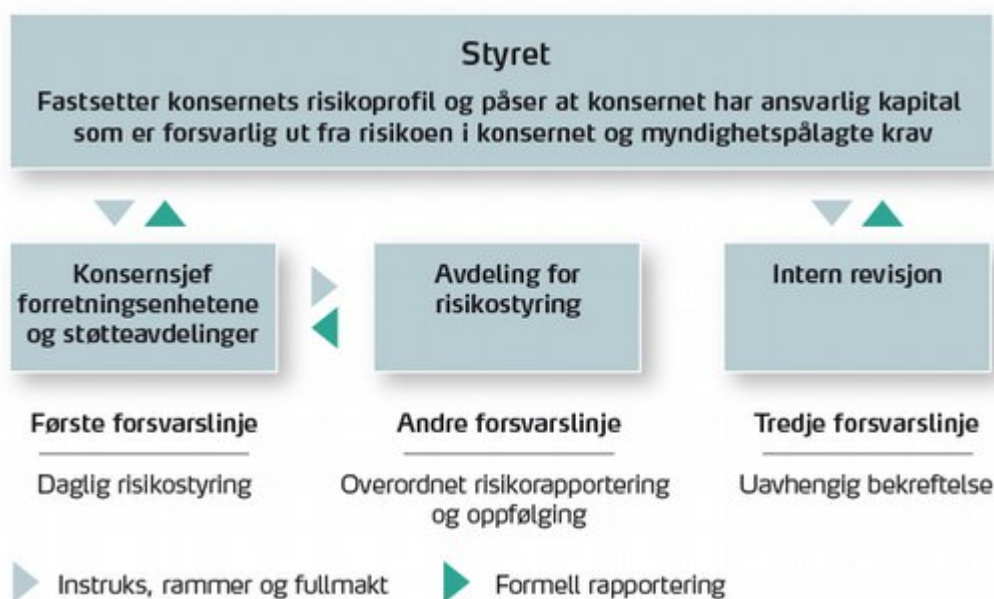 Styret
Fastsetter konsernets risikoprofil og påser at konsernet har ansvarlig kapital
som er forsvarlig ut fra risikoen i konsernet og myndighetspålagte krav
Konsernsjef
forretningsenhetene
og støtteavdelinger
Avdeling for
risikostyring
Intern revisjon
Første forsvarslinje
Andre forsvarslinje
Tredje forsvarslinje
Daglig risikostyring
Overordnet risikorapportering
og oppfølging
Uavhengig bekreftelse
Instruks, rammer og fullmakt
Formell rapportering